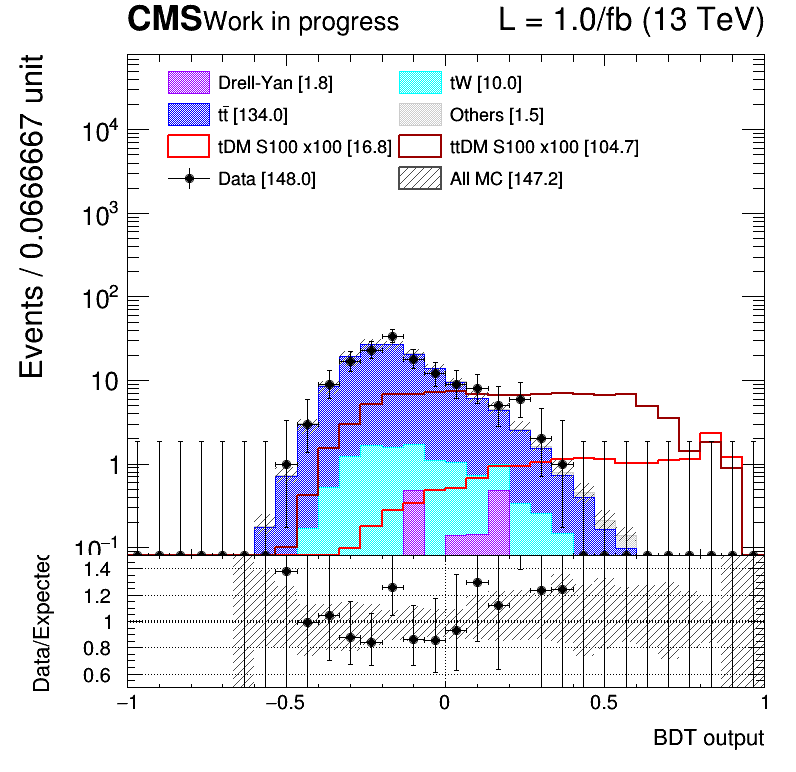 CMS Work in progress L = 1.0/fb (13 TeV)
Events / 0.0666667 unit
Drell-Yan [1.8] tW [10.0]
tt̄ [134.0] Others [1.5]
tDM S100 x100 [16.8] ttDM S100 x100 [104.7]
Data [148.0] All MC [147.2]
10⁴
10³
10²
10
1
10⁻¹
Data/Expected
1.4
1.2
1
0.8
0.6
−1 −0.5 0 0.5 1
BDT output